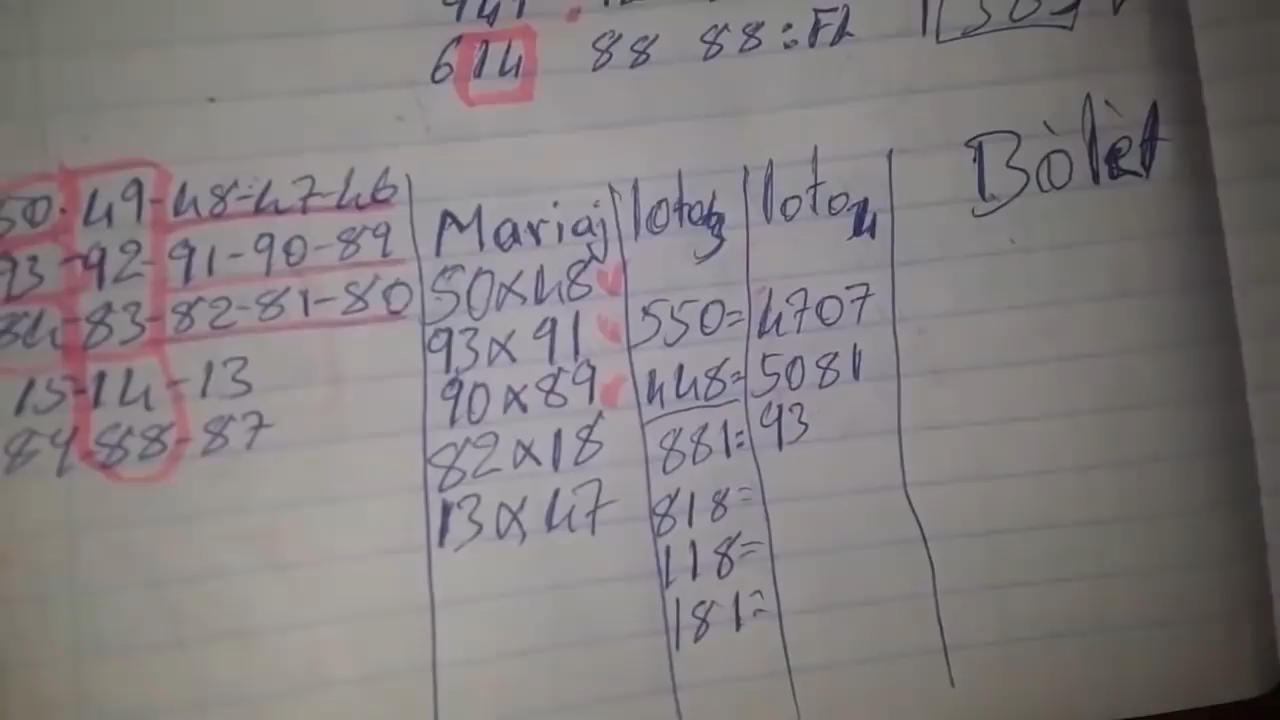 614 88 88:FL
Bòlèt
50-49-48-47-46
93-92-91-90-89
84-83-82-81-80
15-14-13
89-88-87
Mariaj
50x48
93x91
90x89
82x18
13x47
loto3
550=
448=
881=
818=
118=
181=
loto4
4707
5081
93